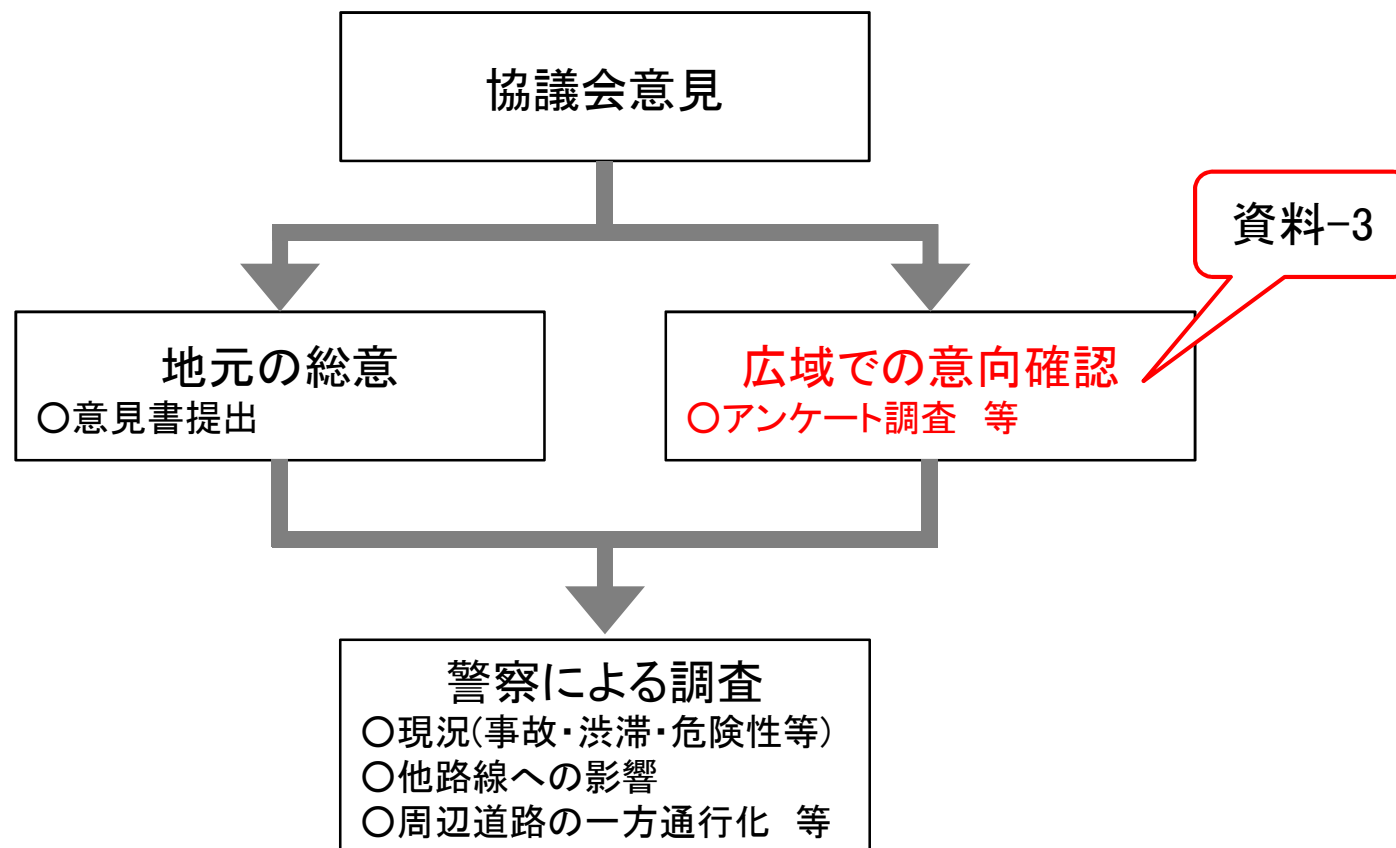 協議会意見
資料-3
地元の総意
○意見書提出
広域での意向確認
○アンケート調査　等
警察による調査
○現況(事故・渋滞・危険性等)
○他路線への影響
○周辺道路の一方通行化　等